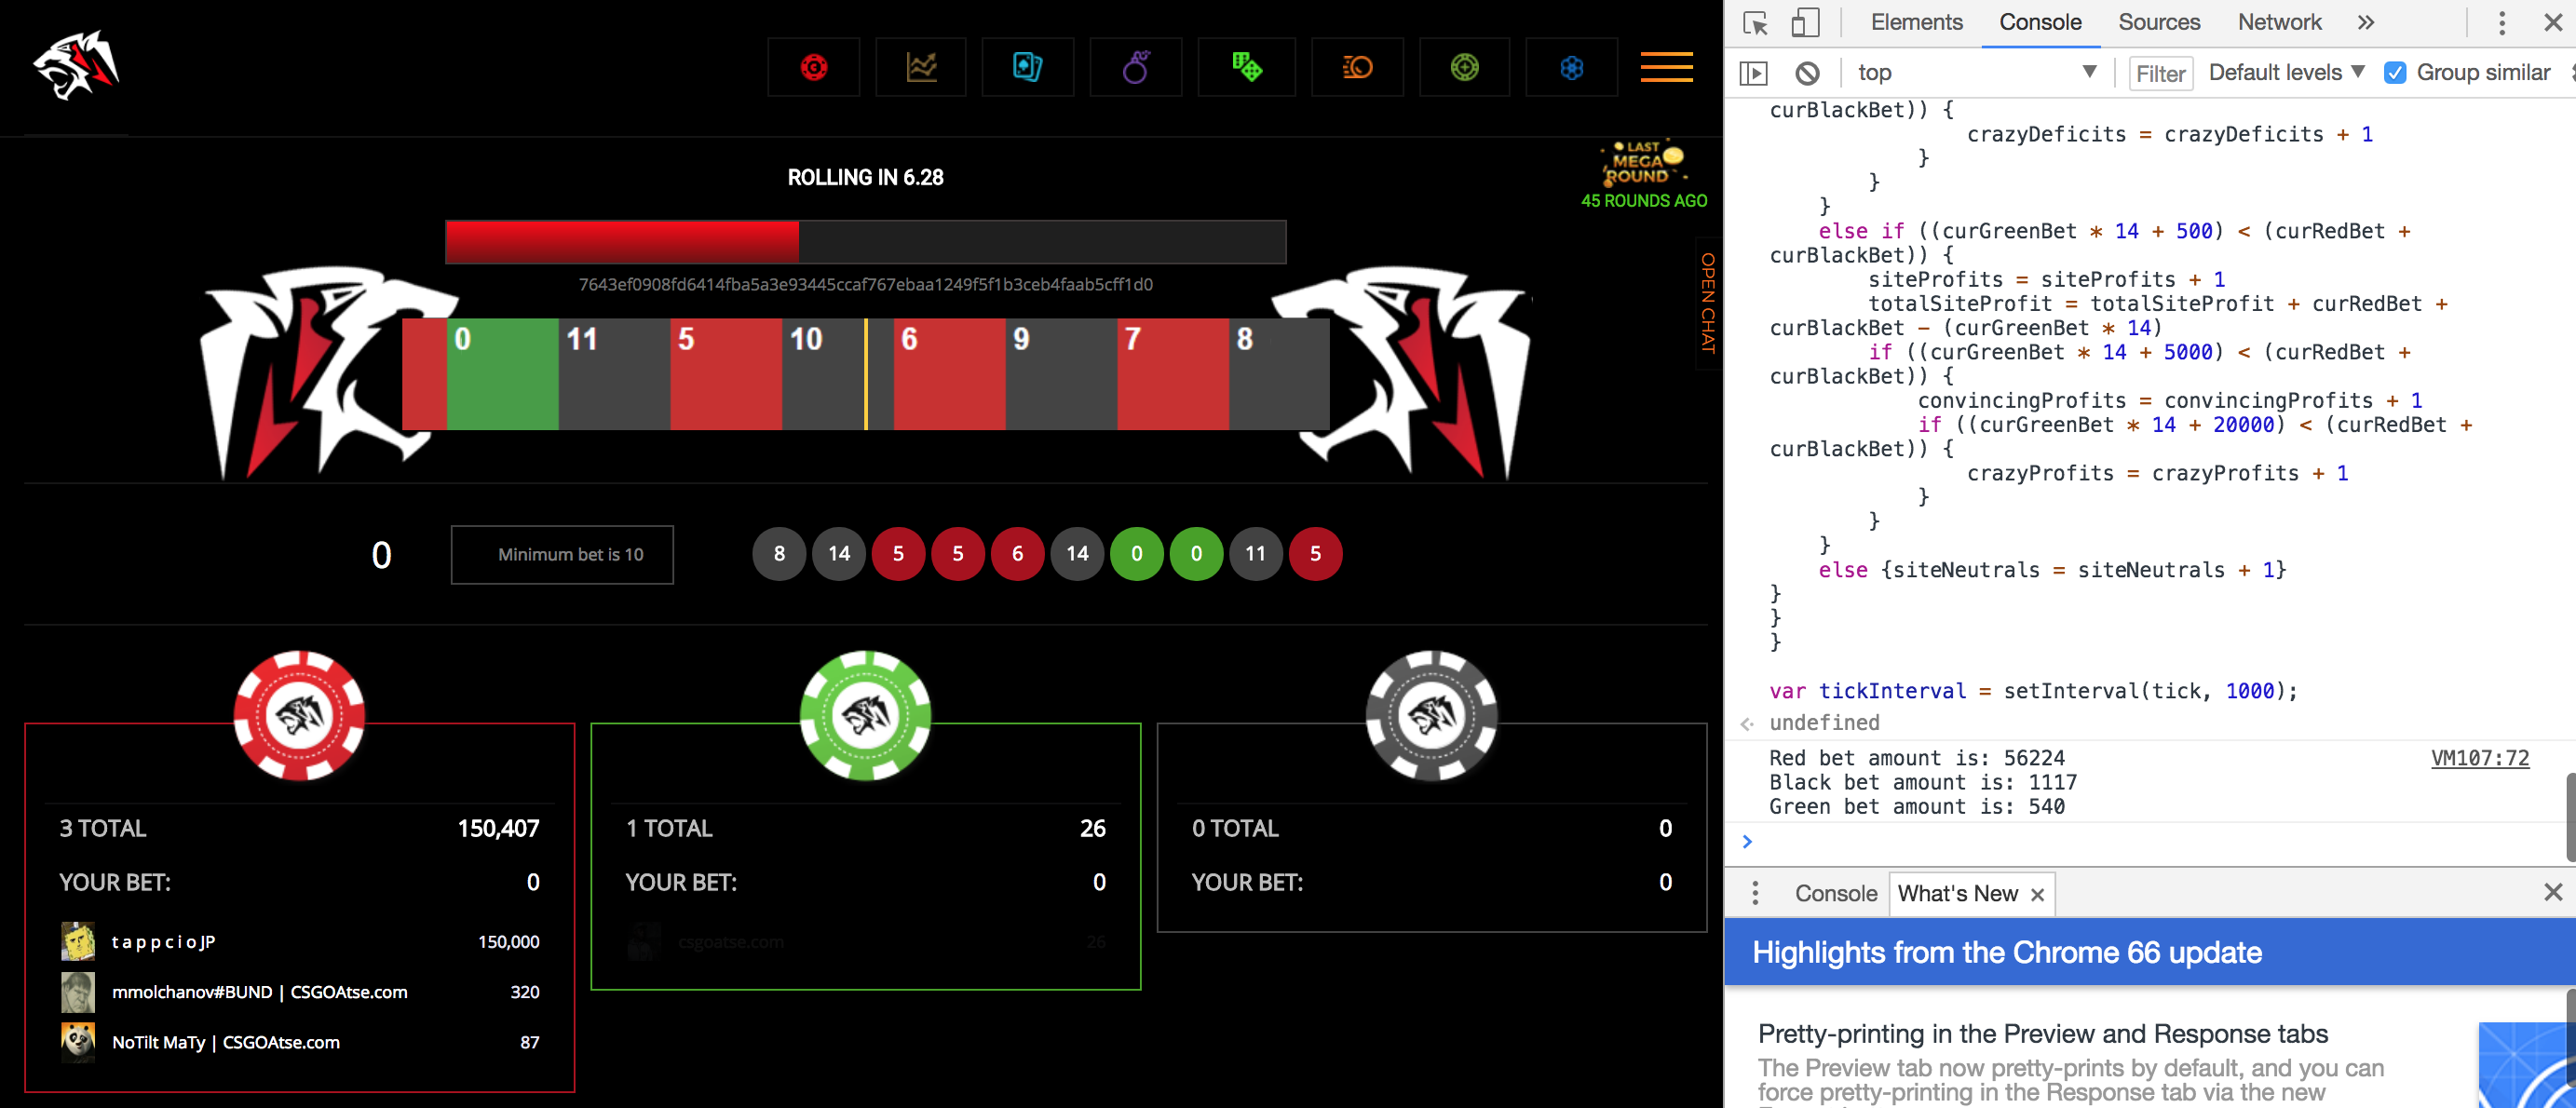 ROLLING IN 6.28
LAST
MEGA
ROUND
45 ROUNDS AGO
7643ef0908fd6414fba5a3e93445ccaf767ebaa1249f5f1b3ceb4faab5cff1d0
OPEN CHAT
0 11 5 10 6 9 7 8
0
Minimum bet is 10
8 14 5 5 6 14 0 0 11 5
3 TOTAL 150,407
YOUR BET: 0
t a p p c i o JP 150,000
mmolchanov#BUND | CSGOAtse.com 320
NoTilt MaTy | CSGOAtse.com 87
1 TOTAL 26
YOUR BET: 0
csgoatse.com 26
0 TOTAL 0
YOUR BET: 0
Elements Console Sources Network »
top Filter Default levels Group similar
curBlackBet)) {
crazyDeficits = crazyDeficits + 1
}
}
}
else if ((curGreenBet * 14 + 500) < (curRedBet +
curBlackBet)) {
siteProfits = siteProfits + 1
totalSiteProfit = totalSiteProfit + curRedBet +
curBlackBet - (curGreenBet * 14)
if ((curGreenBet * 14 + 5000) < (curRedBet +
curBlackBet)) {
convincingProfits = convincingProfits + 1
if ((curGreenBet * 14 + 20000) < (curRedBet +
curBlackBet)) {
crazyProfits = crazyProfits + 1
}
}
}
else {siteNeutrals = siteNeutrals + 1}
}
}
}
var tickInterval = setInterval(tick, 1000);
undefined
Red bet amount is: 56224 VM107:72
Black bet amount is: 1117
Green bet amount is: 540
Console What's New
Highlights from the Chrome 66 update
Pretty-printing in the Preview and Response tabs
The Preview tab now pretty-prints by default, and you can
force pretty-printing in the Response tab via the new